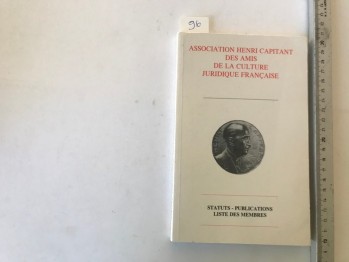 96
ASSOCIATION HENRI CAPITANT
DES AMIS
DE LA CULTURE
JURIDIQUE FRANÇAISE
STATUTS - PUBLICATIONS
LISTE DES MEMBRES